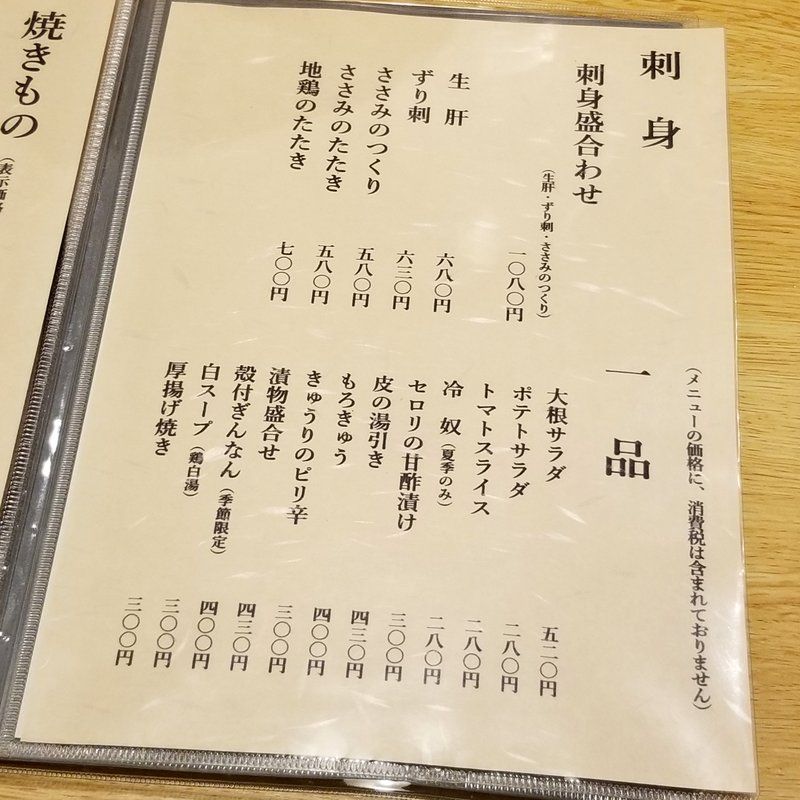 刺身
刺身盛合わせ 一〇八〇円
(生肝・ずり刺・ささみのつくり)
生肝 六八〇円
ずり刺 六三〇円
ささみのつくり 五八〇円
ささみのたたき 五八〇円
地鶏のたたき 七〇〇円
(メニューの価格に、消費税は含まれておりません)
一品
大根サラダ 五二〇円
ポテトサラダ 二八〇円
トマトスライス 二八〇円
冷奴(夏季のみ) 二八〇円
セロリの甘酢漬け 三〇〇円
皮の湯引き 四三〇円
もろきゅう 四〇〇円
きゅうりのピリ辛 三〇〇円
漬物盛合せ 四三〇円
殻付ぎんなん(季節限定) 四〇〇円
白スープ(鶏白湯) 三〇〇円
厚揚げ焼き 三〇〇円
焼きもの
(表示価格